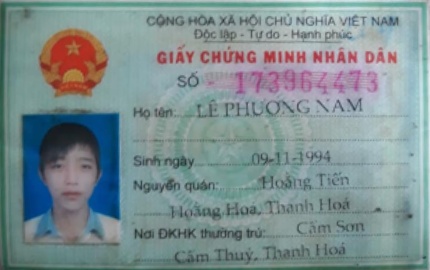 CỘNG HÒA XÃ HỘI CHỦ NGHĨA VIỆT NAM
Độc lập - Tự do - Hạnh phúc
GIẤY CHỨNG MINH NHÂN DÂN
SỐ 173964473
Họ tên: LÊ PHƯƠNG NAM
Sinh ngày 09-11-1994
Nguyên quán: Hoằng Tiến
Hoằng Hoá, Thanh Hoá
Nơi ĐKHK thường trú: Cẩm Sơn
Cẩm Thuỷ, Thanh Hoá